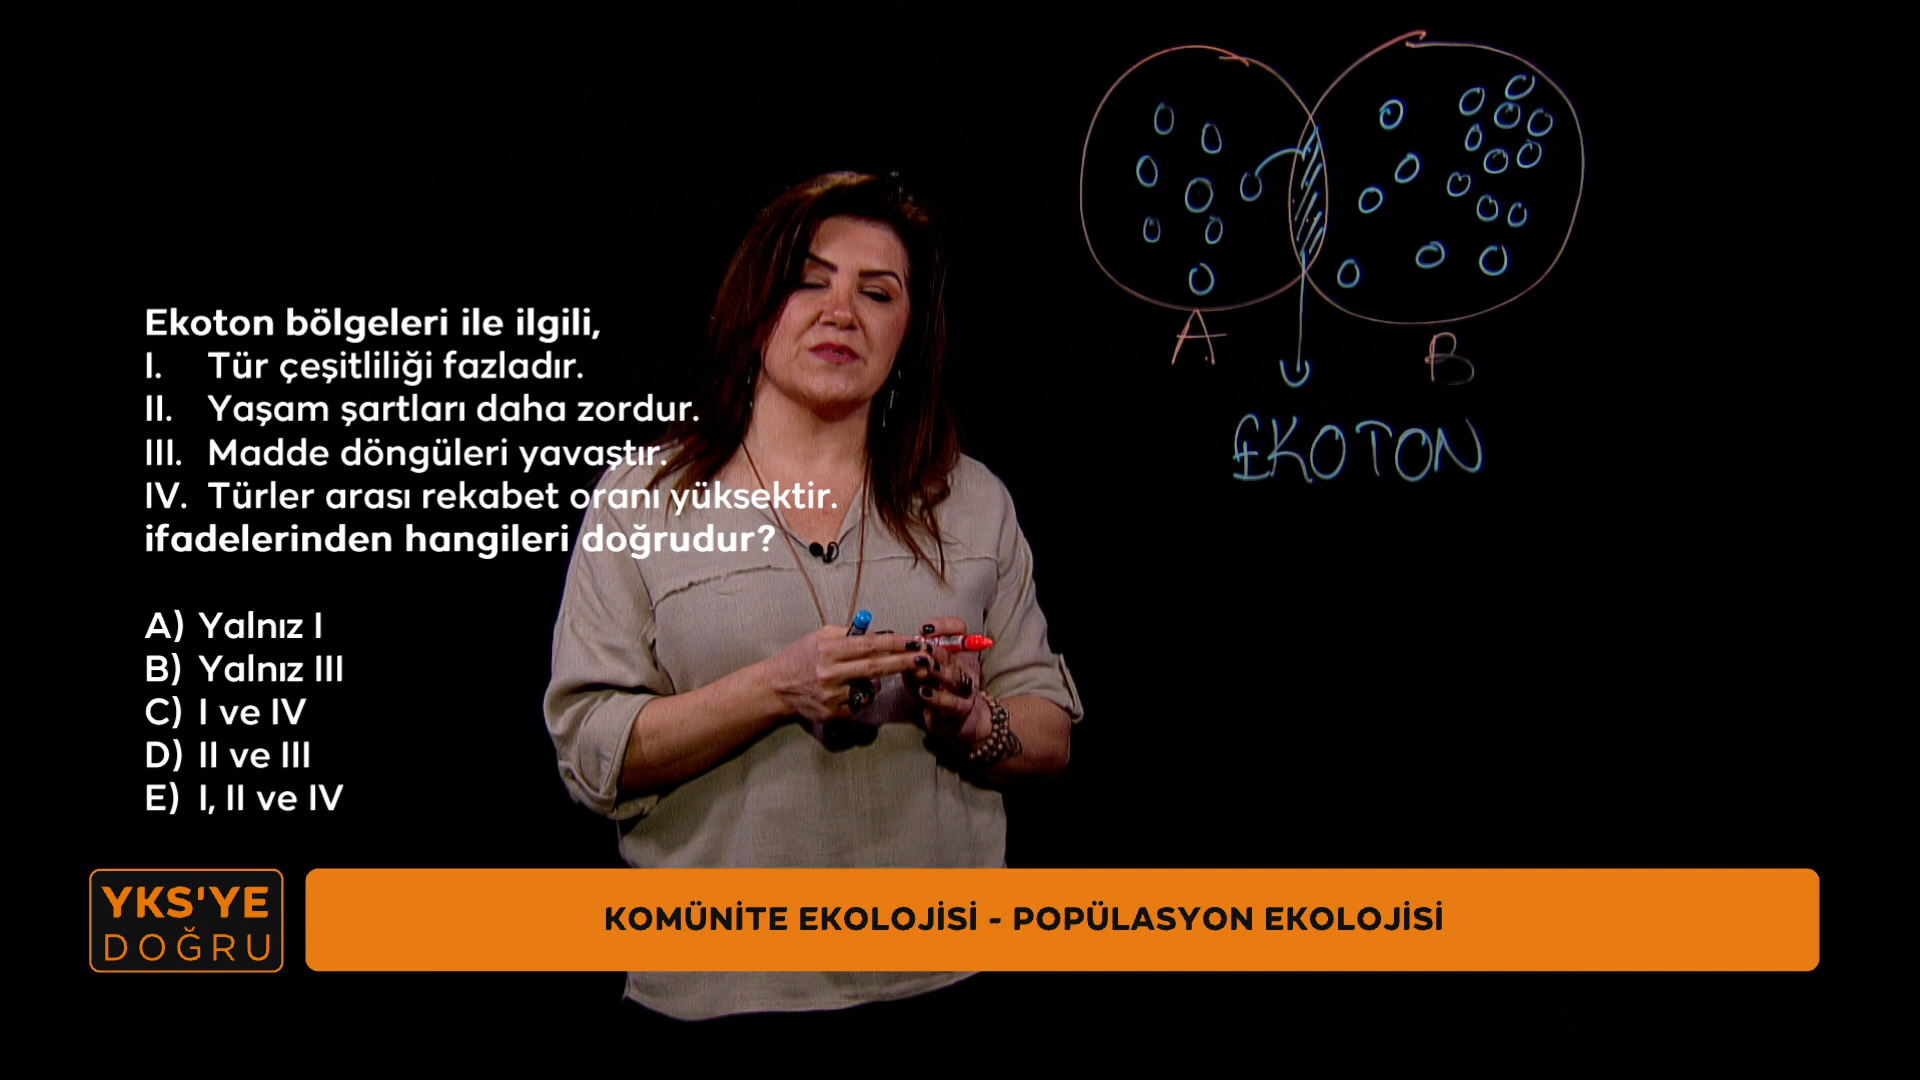 Ekoton bölgeleri ile ilgili,
I. Tür çeşitliliği fazladır.
II. Yaşam şartları daha zordur.
III. Madde döngüleri yavaştır.
IV. Türler arası rekabet oranı yüksektir.
ifadelerinden hangileri doğrudur?
A) Yalnız I
B) Yalnız III
C) I ve IV
D) II ve III
E) I, II ve IV
A
B
EKOTON
YKS'YE
DOĞRU
KOMÜNİTE EKOLOJİSİ - POPÜLASYON EKOLOJİSİ